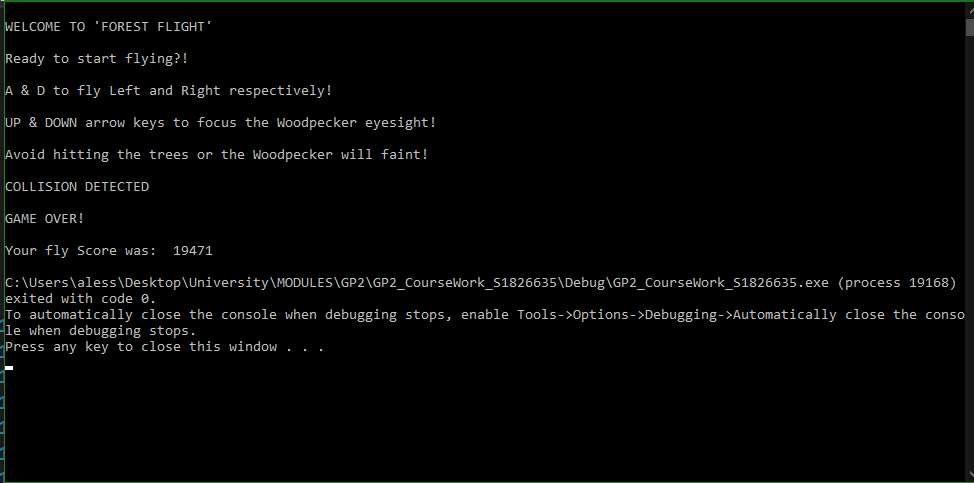 WELCOME TO 'FOREST FLIGHT'
Ready to start flying?!
A & D to fly Left and Right respectively!
UP & DOWN arrow keys to focus the Woodpecker eyesight!
Avoid hitting the trees or the Woodpecker will faint!
COLLISION DETECTED
GAME OVER!
Your fly Score was:  19471
C:\Users\aless\Desktop\University\MODULES\GP2\GP2_CourseWork_S1826635\Debug\GP2_CourseWork_S1826635.exe (process 19168)
exited with code 0.
To automatically close the console when debugging stops, enable Tools->Options->Debugging->Automatically close the conso
le when debugging stops.
Press any key to close this window . . .